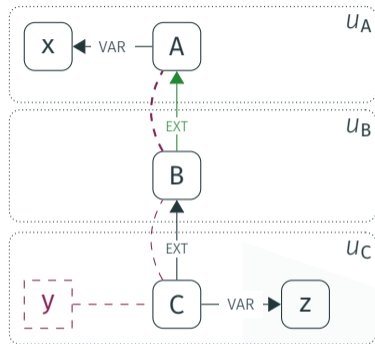 u_A
x VAR A
EXT
u_B
B
u_C
EXT
y C VAR z